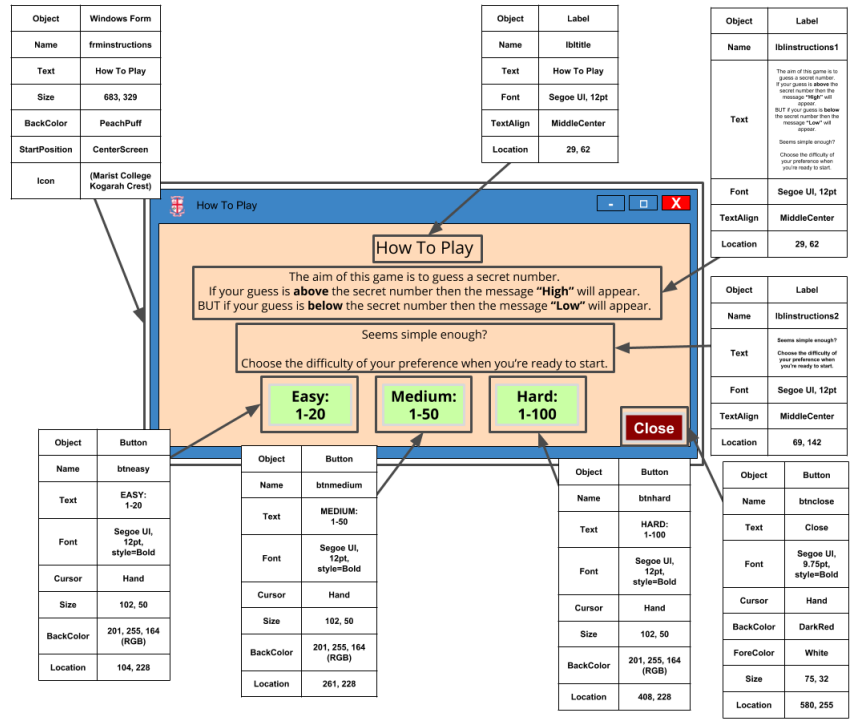 Object Windows Form
Name frminstructions
Text How To Play
Size 683, 329
BackColor PeachPuff
StartPosition CenterScreen
Icon (Marist College
Kogarah Crest)
Object Label
Name lbltitle
Text How To Play
Font Segoe UI, 12pt
TextAlign MiddleCenter
Location 29, 62
Object Label
Name lblinstructions1
Text
The aim of this game is to guess
a secret number.
If your guess is above the
secret number then the
message “High” will
appear.
BUT if your guess is below
the secret number then the
message “Low” will
appear.
Seems simple enough?
Choose the difficulty of
your preference when
you're ready to start.
Font Segoe UI, 12pt
TextAlign MiddleCenter
Location 29, 62
How To Play
- □ X
How To Play
The aim of this game is to guess a secret number.
If your guess is above the secret number then the message “High” will appear.
BUT if your guess is below the secret number then the message “Low” will appear.
Seems simple enough?
Choose the difficulty of your preference when you're ready to start.
Easy:
1-20
Medium:
1-50
Hard:
1-100
Close
Object Label
Name lblinstructions2
Text
Seems simple enough?
Choose the difficulty of
your preference when
you're ready to start.
Font Segoe UI, 12pt
TextAlign MiddleCenter
Location 69, 142
Object Button
Name btneasy
Text EASY:
1-20
Font Segoe UI,
12pt,
style=Bold
Cursor Hand
Size 102, 50
BackColor 201, 255, 164
(RGB)
Location 104, 228
Object Button
Name btnmedium
Text MEDIUM:
1-50
Font Segoe UI,
12pt,
style=Bold
Cursor Hand
Size 102, 50
BackColor 201, 255, 164
(RGB)
Location 261, 228
Object Button
Name btnhard
Text HARD:
1-100
Font Segoe UI,
12pt,
style=Bold
Cursor Hand
Size 102, 50
BackColor 201, 255, 164
(RGB)
Location 408, 228
Object Button
Name btnclose
Text Close
Font Segoe UI,
9.75pt,
style=Bold
Cursor Hand
BackColor DarkRed
ForeColor White
Size 75, 32
Location 580, 255